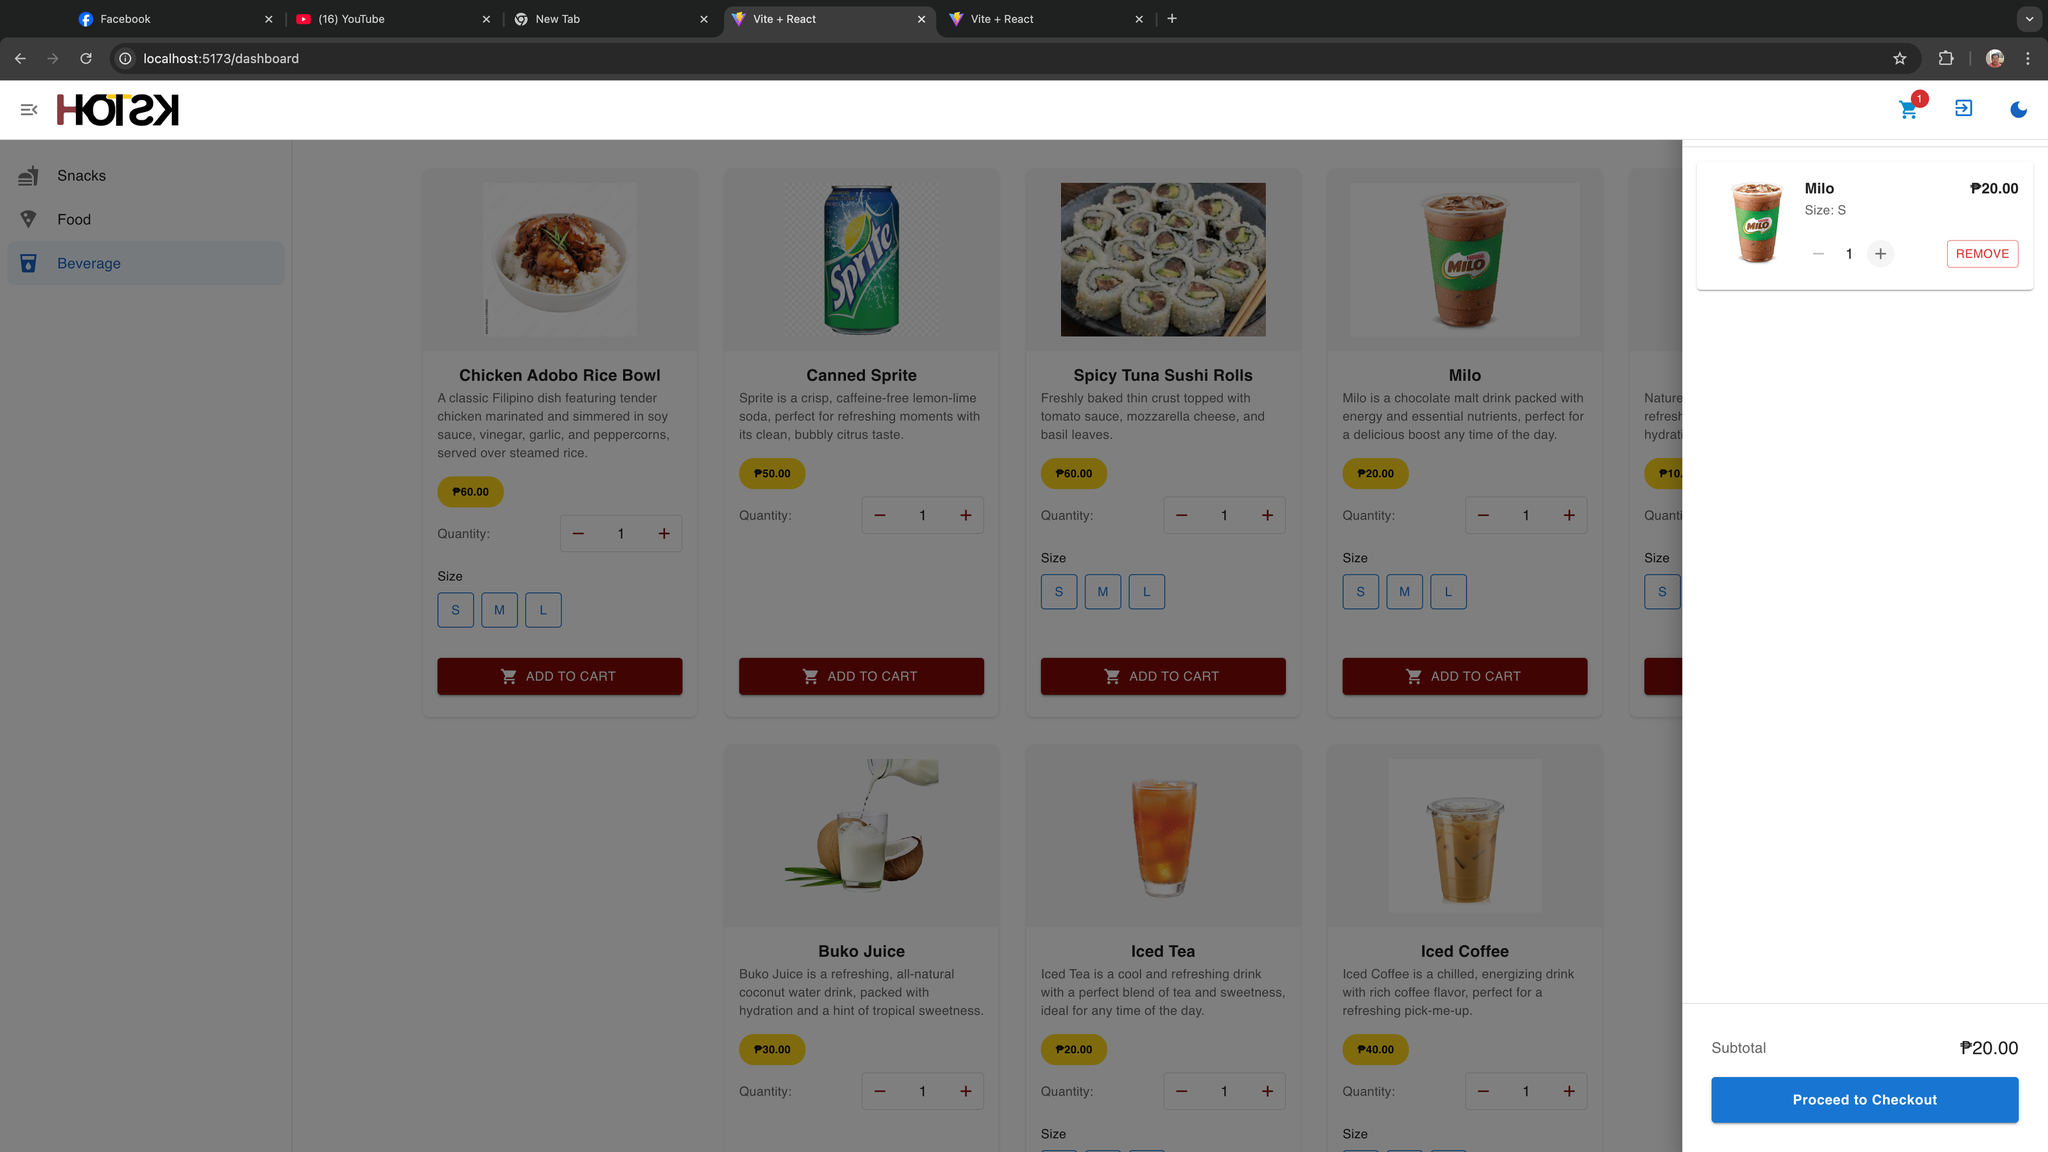 Facebook
(16) YouTube
New Tab
Vite + React
Vite + React
localhost:5173/dashboard
HOTSK
1
Snacks
Food
Beverage
Chicken Adobo Rice Bowl
A classic Filipino dish featuring tender
chicken marinated and simmered in soy
sauce, vinegar, garlic, and peppercorns,
served over steamed rice.
₱60.00
Quantity:
1
Size
S M L
ADD TO CART
Sprite
Canned Sprite
Sprite is a crisp, caffeine-free lemon-lime
soda, perfect for refreshing moments with
its clean, bubbly citrus taste.
₱50.00
Quantity:
1
ADD TO CART
Spicy Tuna Sushi Rolls
Freshly baked thin crust topped with
tomato sauce, mozzarella cheese, and
basil leaves.
₱60.00
Quantity:
1
Size
S M L
ADD TO CART
MILO
Milo
Milo is a chocolate malt drink packed with
energy and essential nutrients, perfect for
a delicious boost any time of the day.
₱20.00
Quantity:
1
Size
S M L
ADD TO CART
Nature
refresh
hydrati
₱10.
Quanti
Size
S
Buko Juice
Buko Juice is a refreshing, all-natural
coconut water drink, packed with
hydration and a hint of tropical sweetness.
₱30.00
Quantity:
1
Iced Tea
Iced Tea is a cool and refreshing drink
with a perfect blend of tea and sweetness,
ideal for any time of the day.
₱20.00
Quantity:
1
Size
Iced Coffee
Iced Coffee is a chilled, energizing drink
with rich coffee flavor, perfect for a
refreshing pick-me-up.
₱40.00
Quantity:
1
Size
MILO
Milo
₱20.00
Size: S
1
REMOVE
Subtotal
₱20.00
Proceed to Checkout